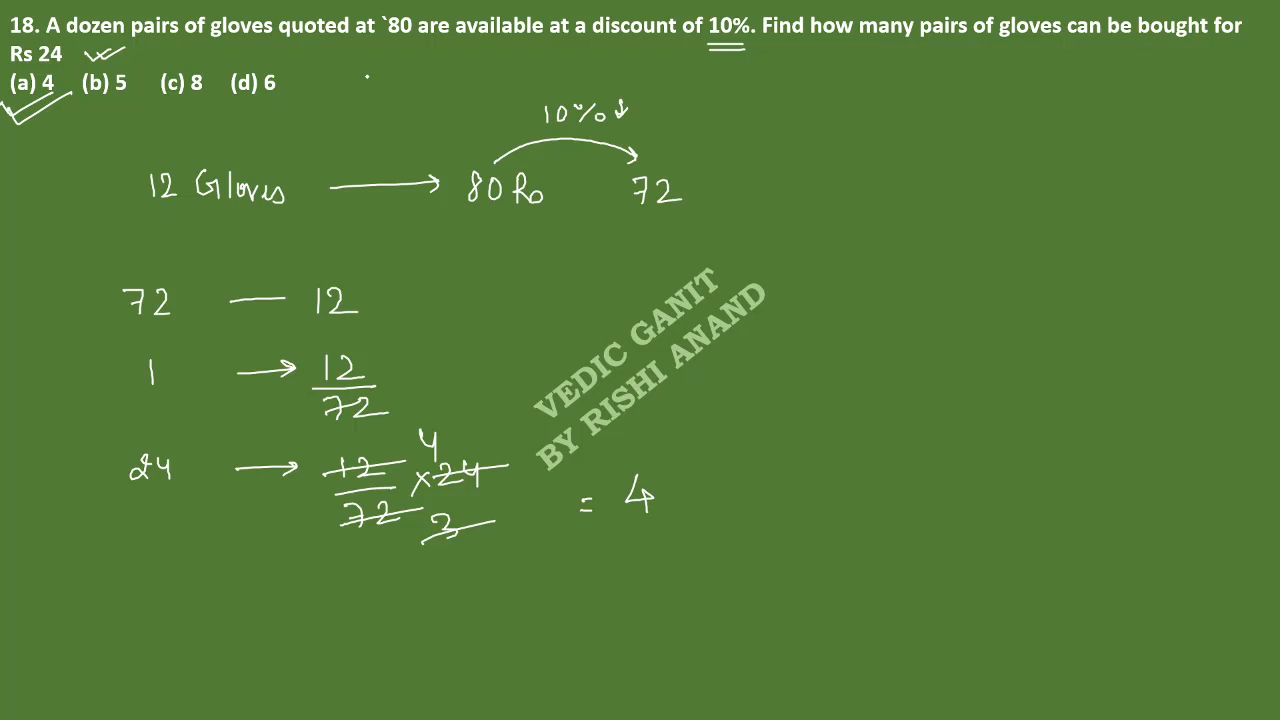 18. A dozen pairs of gloves quoted at `80 are available at a discount of 10%. Find how many pairs of gloves can be bought for
Rs 24
(a) 4 (b) 5 (c) 8 (d) 6
10% ↓
12 Gloves → 80 Rs 72
72 — 12
1 → 12/72
4
24 → 12/72 × 24 = 4
3
VEDIC GANIT
BY RISHI ANAND